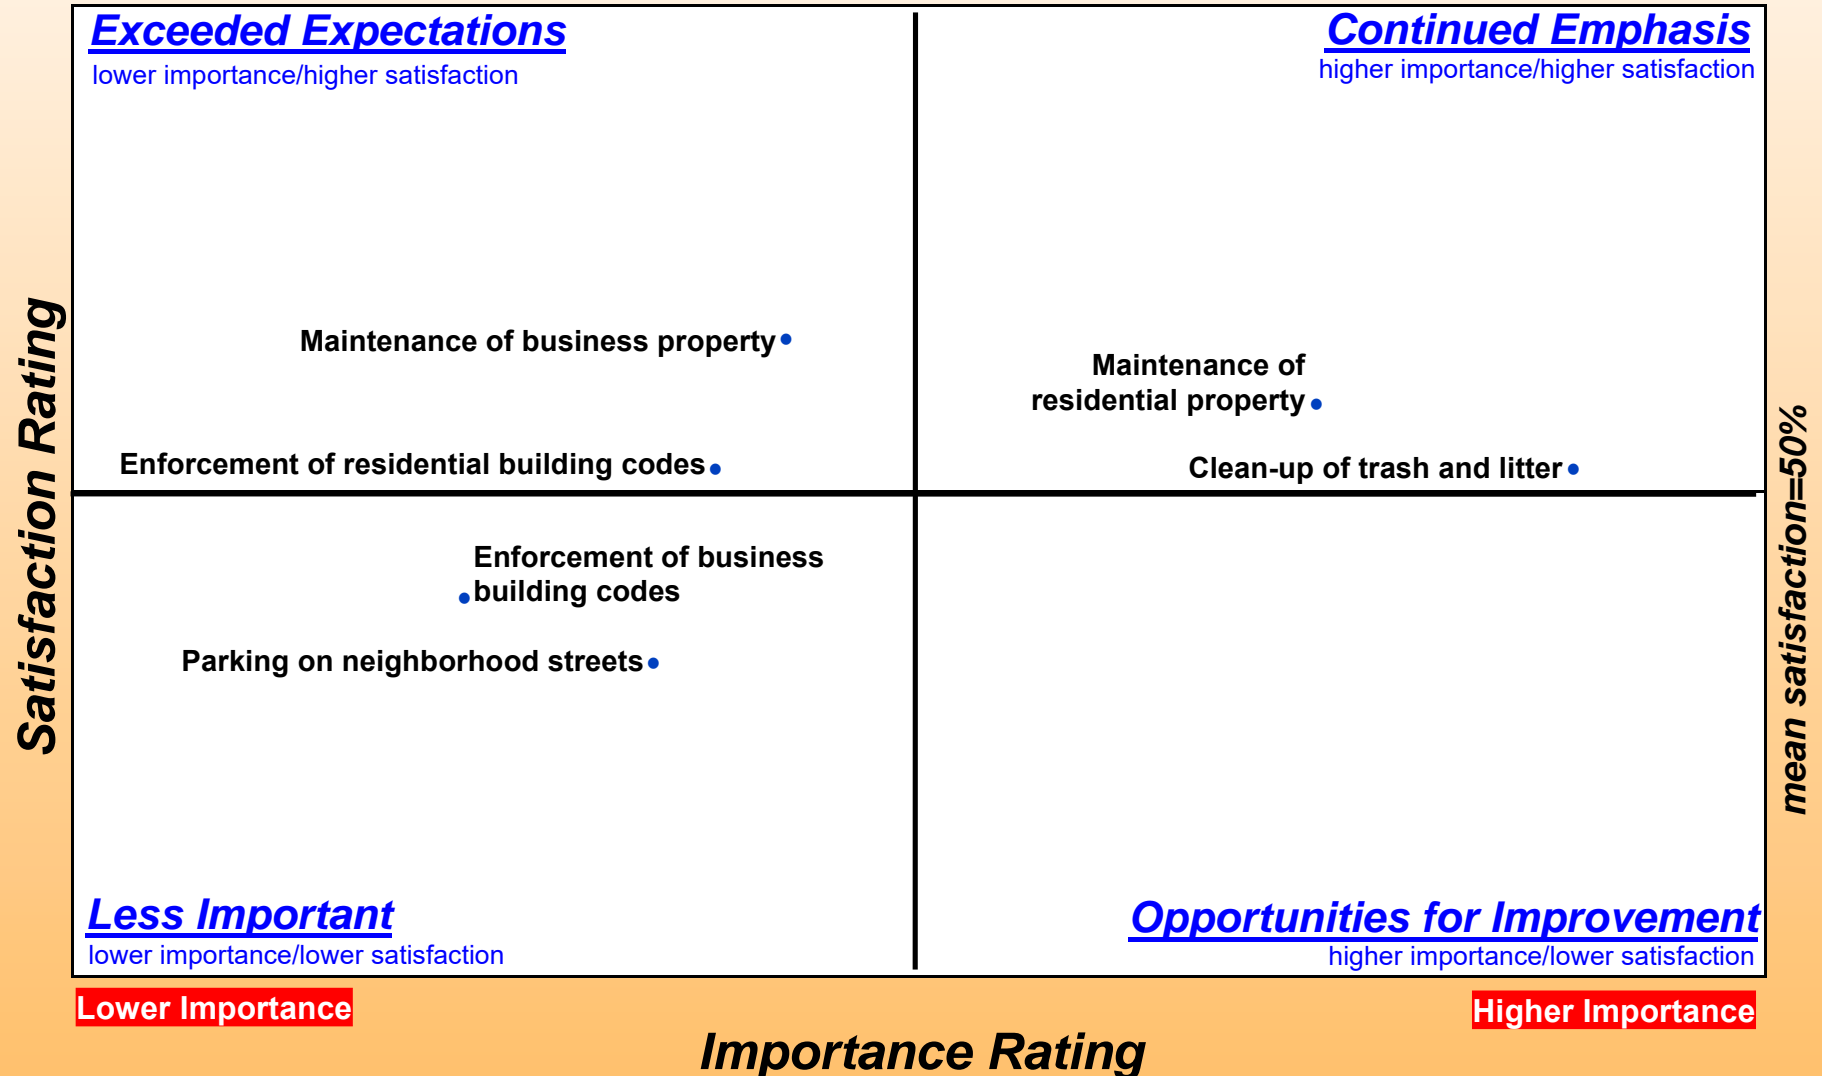 Exceeded Expectations
lower importance/higher satisfaction
Continued Emphasis
higher importance/higher satisfaction
Maintenance of business property
Maintenance of
residential property
Enforcement of residential building codes
Clean-up of trash and litter
Enforcement of business
building codes
Parking on neighborhood streets
Satisfaction Rating
mean satisfaction=50%
Less Important
lower importance/lower satisfaction
Opportunities for Improvement
higher importance/lower satisfaction
Lower Importance
Higher Importance
Importance Rating